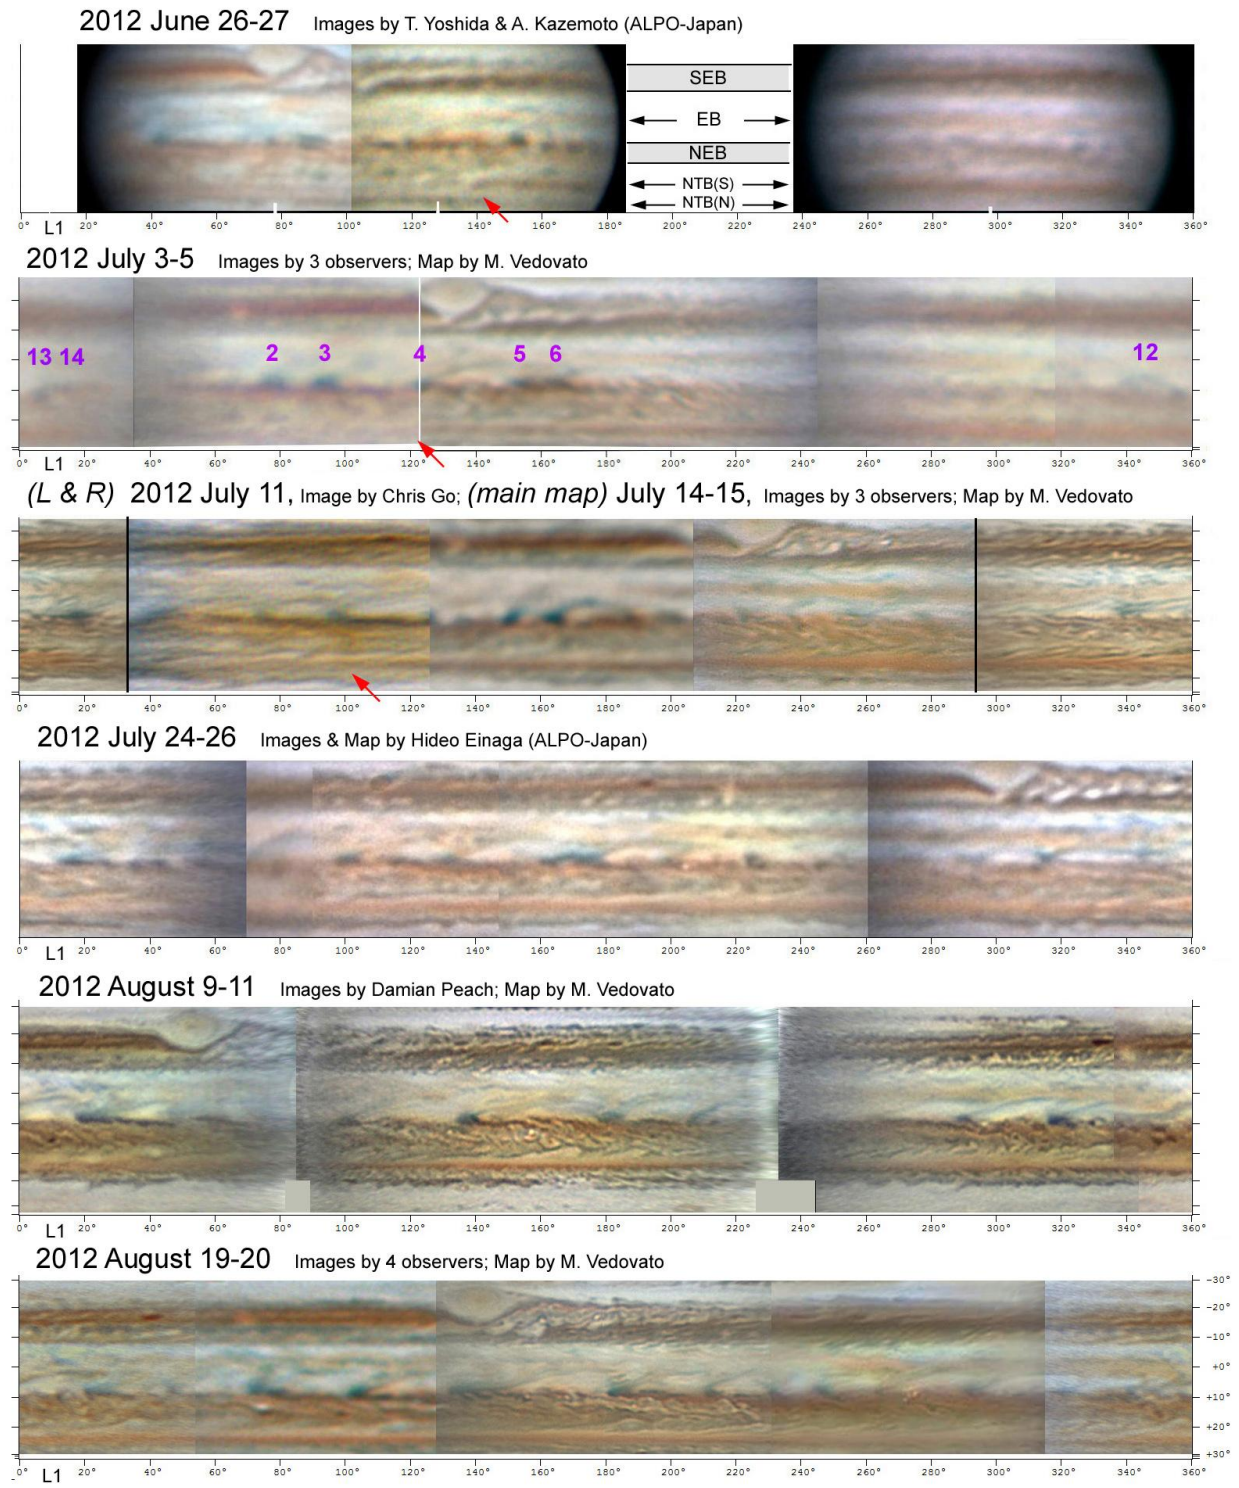 2012 June 26-27 Images by T. Yoshida & A. Kazemoto (ALPO-Japan)
SEB
EB
NEB
NTB(S)
NTB(N)
0° L1 20° 40° 60° 80° 100° 120° 140° 160° 180° 200° 220° 240° 260° 280° 300° 320° 340° 360°
2012 July 3-5 Images by 3 observers; Map by M. Vedovato
13 14 2 3 4 5 6 12
0° L1 20° 40° 60° 80° 100° 120° 140° 160° 180° 200° 220° 240° 260° 280° 300° 320° 340° 360°
(L & R) 2012 July 11, Image by Chris Go; (main map) July 14-15, Images by 3 observers; Map by M. Vedovato
0° 20° 40° 60° 80° 100° 120° 140° 160° 180° 200° 220° 240° 260° 280° 300° 320° 340° 360°
2012 July 24-26 Images & Map by Hideo Einaga (ALPO-Japan)
0° L1 20° 40° 60° 80° 100° 120° 140° 160° 180° 200° 220° 240° 260° 280° 300° 320° 340° 360°
2012 August 9-11 Images by Damian Peach; Map by M. Vedovato
0° L1 20° 40° 60° 80° 100° 120° 140° 160° 180° 200° 220° 240° 260° 280° 300° 320° 340° 360°
2012 August 19-20 Images by 4 observers; Map by M. Vedovato
-30°
-20°
-10°
+0°
+10°
+20°
+30°
0° L1 20° 40° 60° 80° 100° 120° 140° 160° 180° 200° 220° 240° 260° 280° 300° 320° 340° 360°